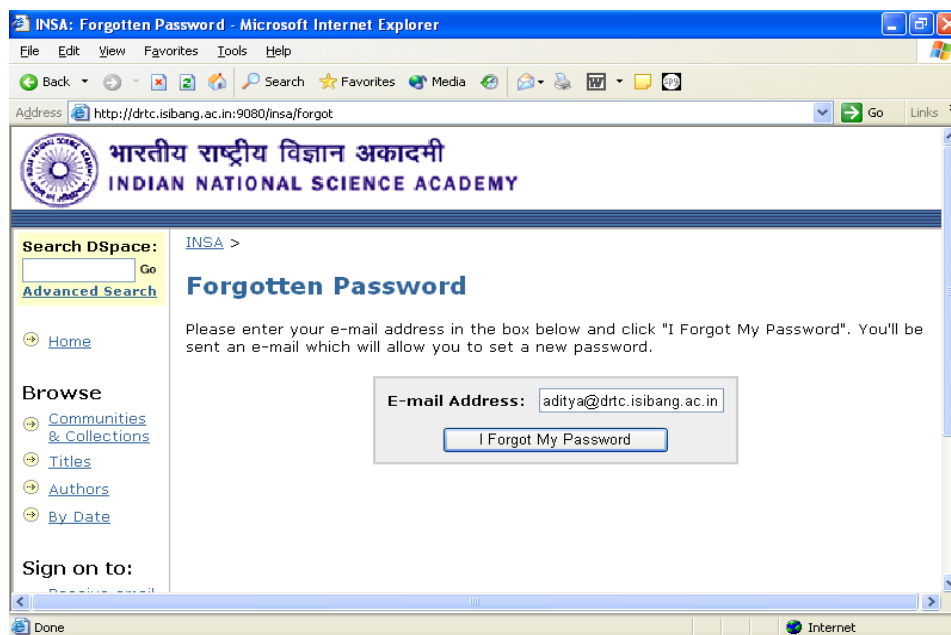 INSA: Forgotten Password - Microsoft Internet Explorer
File Edit View Favorites Tools Help
Back Search Favorites Media
Address http://drtc.isibang.ac.in:9080/insa/forgot Go Links
भारतीय राष्ट्रीय विज्ञान अकादमी
INDIAN NATIONAL SCIENCE ACADEMY
Search DSpace:
Go
Advanced Search
Home
Browse
Communities
& Collections
Titles
Authors
By Date
Sign on to:
INSA >
Forgotten Password
Please enter your e-mail address in the box below and click "I Forgot My Password". You'll be
sent an e-mail which will allow you to set a new password.
E-mail Address: aditya@drtc.isibang.ac.in
I Forgot My Password
Done Internet